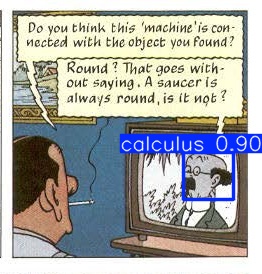 Do you think this 'machine' is con-
nected with the object you found?
Round? That goes with-
out saying. A saucer is
always round, is it not?
calculus 0.90